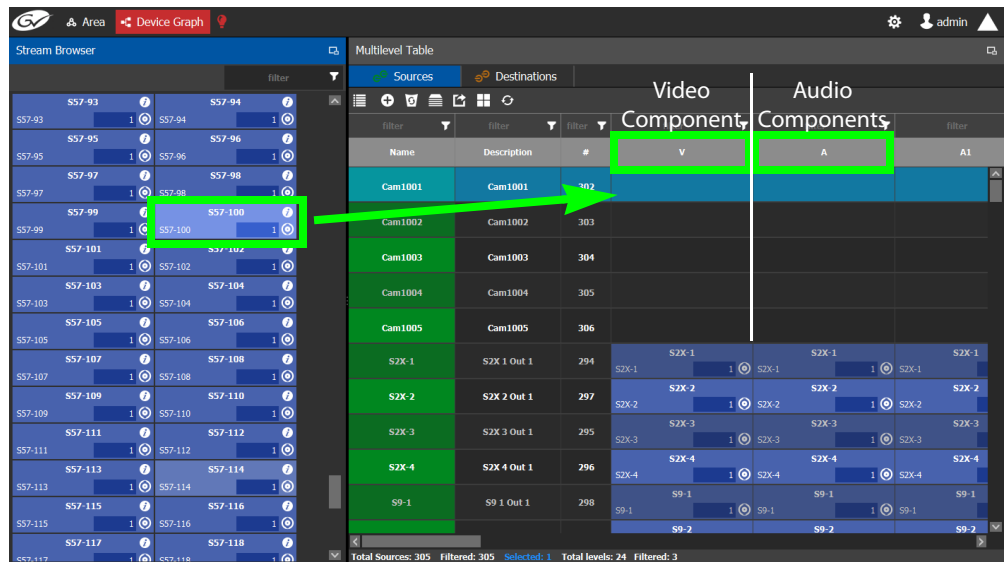 GV Area Device Graph admin
Stream Browser
filter
S57-93 S57-94
S57-93 1 S57-94 1
S57-95 S57-96
S57-95 1 S57-96 1
S57-97 S57-98
S57-97 1 S57-98 1
S57-99 S57-100
S57-99 1 S57-100 1
S57-101 S57-102
S57-101 1 S57-102 1
S57-103 S57-104
S57-103 1 S57-104 1
S57-105 S57-106
S57-105 1 S57-106 1
S57-107 S57-108
S57-107 1 S57-108 1
S57-109 S57-110
S57-109 1 S57-110 1
S57-111 S57-112
S57-111 1 S57-112 1
S57-113 S57-114
S57-113 1 S57-114 1
S57-115 S57-116
S57-115 1 S57-116 1
S57-117 S57-118
S57-117 1 S57-118 1
Multilevel Table
Sources Destinations
Video Audio
Component Components
filter filter filter filter
Name Description # V A A1
Cam1001 Cam1001 302
Cam1002 Cam1002 303
Cam1003 Cam1003 304
Cam1004 Cam1004 305
Cam1005 Cam1005 306
S2X-1 S2X-1 S2X-1
S2X-1 S2X 1 Out 1 294 S2X-1 1 S2X-1 1 S2X-1
S2X-2 S2X-2 S2X-2
S2X-2 S2X 2 Out 1 297 S2X-2 1 S2X-2 1 S2X-2
S2X-3 S2X-3 S2X-3
S2X-3 S2X 3 Out 1 295 S2X-3 1 S2X-3 1 S2X-3
S2X-4 S2X-4 S2X-4
S2X-4 S2X 4 Out 1 296 S2X-4 1 S2X-4 1 S2X-4
S9-1 S9-1 S9-1
S9-1 S9 1 Out 1 298 S9-1 1 S9-1 1 S9-1
S9-2 S9-2 S9-2
Total Sources: 305 Filtered: 305 Selected: 1 Total levels: 24 Filtered: 3